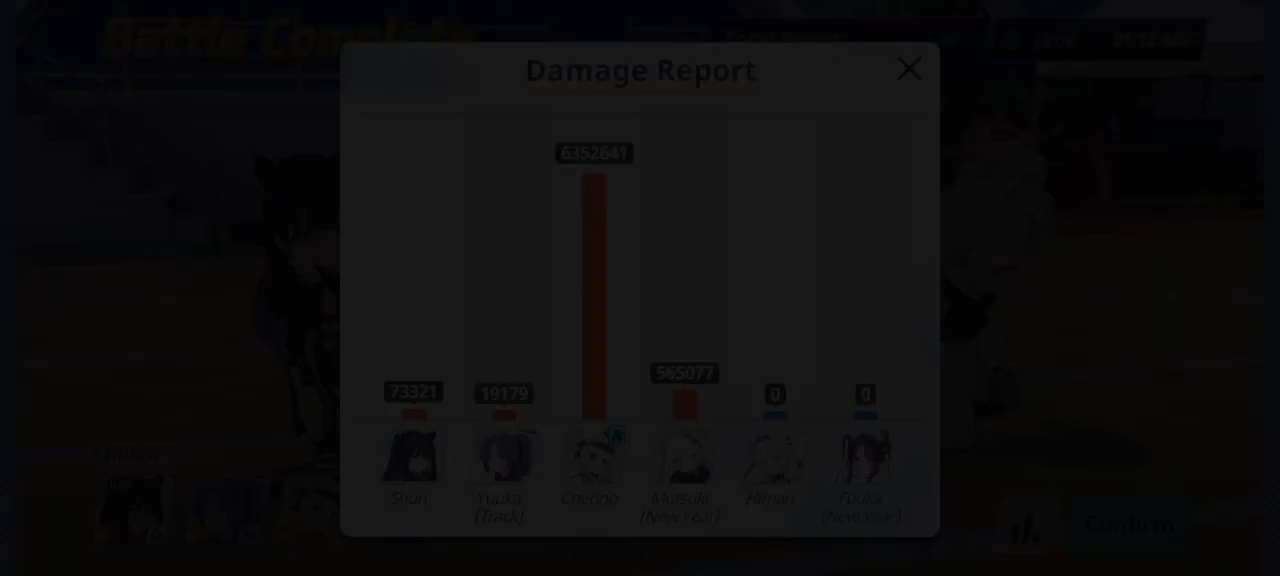 Battle Complete
Damage Report
6352641
565077
73321
19179
0
0
Shun
Yuuka
(Track)
Cherino
Mutsuki
(New Year)
Himari
Fuuka
(New Year)
STRIKER
Confirm